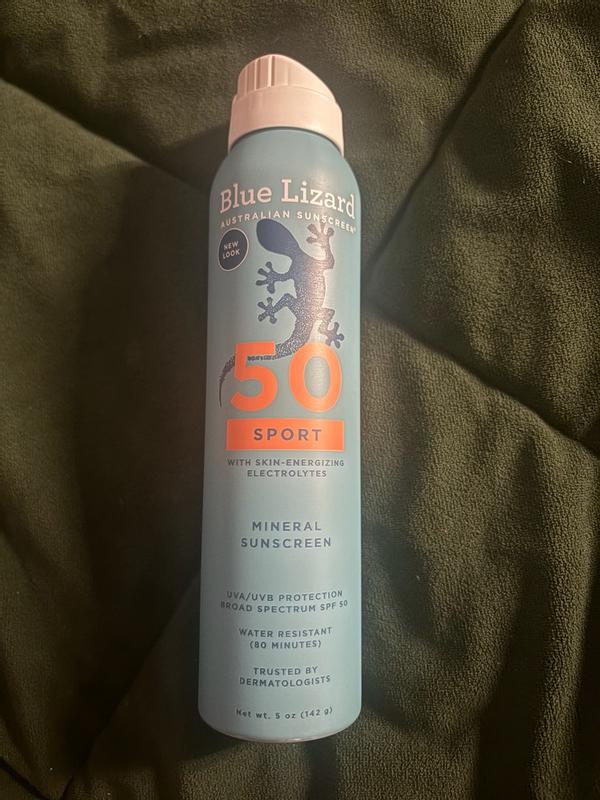 Blue Lizard
AUSTRALIAN SUNSCREEN®
NEW
LOOK
50
SPORT
WITH SKIN-ENERGIZING
ELECTROLYTES
MINERAL
SUNSCREEN
UVA/UVB PROTECTION
BROAD SPECTRUM SPF 50
WATER RESISTANT
(80 MINUTES)
TRUSTED BY
DERMATOLOGISTS
Net wt. 5 oz (142 g)